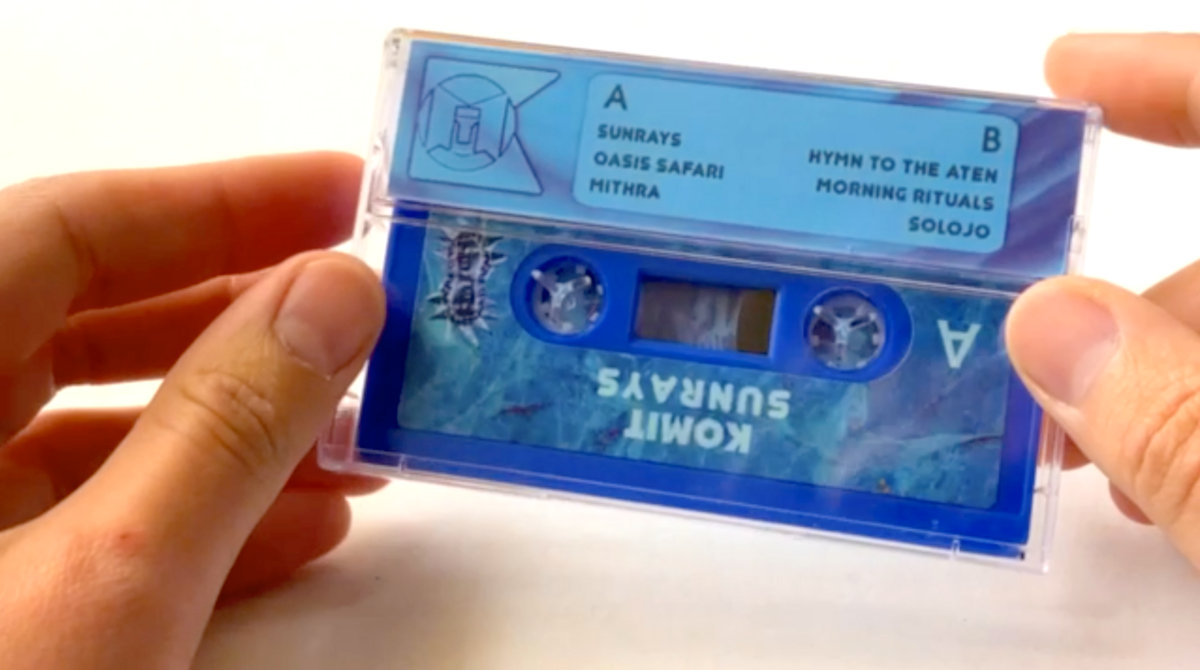 A
SUNRAYS
OASIS SAFARI
MITHRA
B
HYMN TO THE ATEN
MORNING RITUALS
SOLOJO
A
KOMIT
SUNRAYS